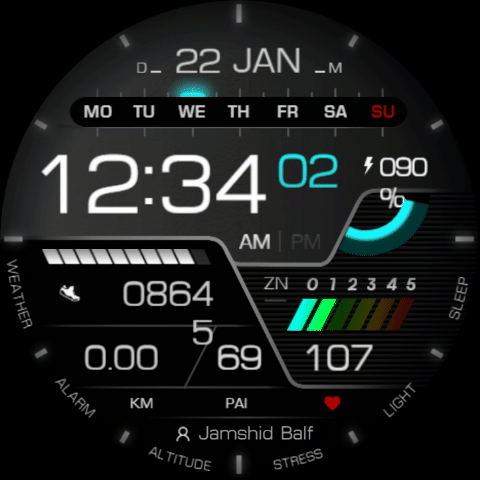 D_ 22 JAN _M
MO TU WE TH FR SA SU
12:34 02
090
%
AM | PM
ZN 0 1 2 3 4 5
0864
5
0.00 69 107
KM PAI
Jamshid Balf
WEATHER
ALARM
ALTITUDE
STRESS
LIGHT
SLEEP